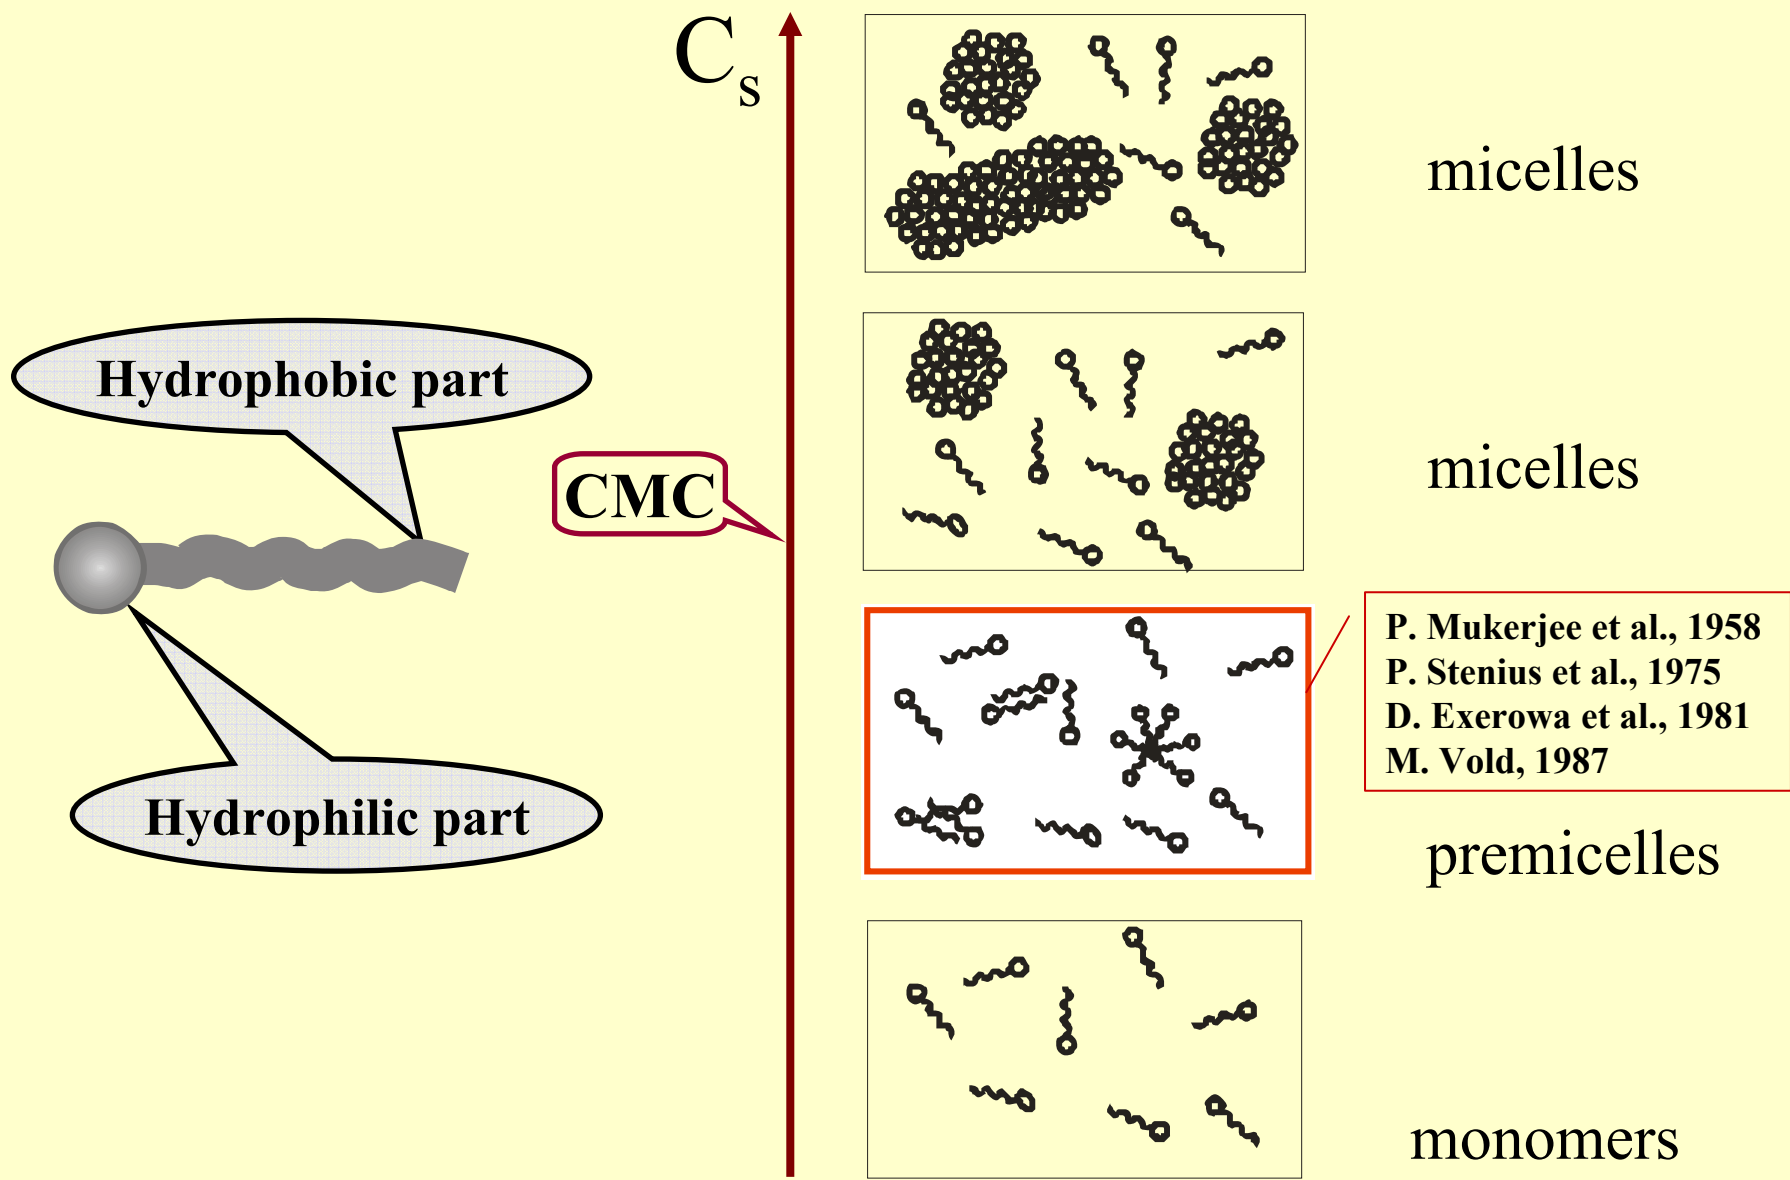 C
s
micelles
Hydrophobic part
micelles
CMC
P. Mukerjee et al., 1958
P. Stenius et al., 1975
D. Exerowa et al., 1981
M. Vold, 1987
Hydrophilic part
premicelles
monomers